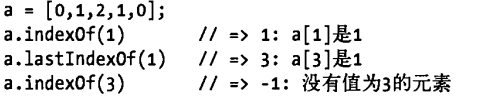 a = [0,1,2,1,0];
a.indexOf(1)       // => 1: a[1]是1
a.lastIndexOf(1)   // => 3: a[3]是1
a.indexOf(3)       // => -1: 没有值为3的元素